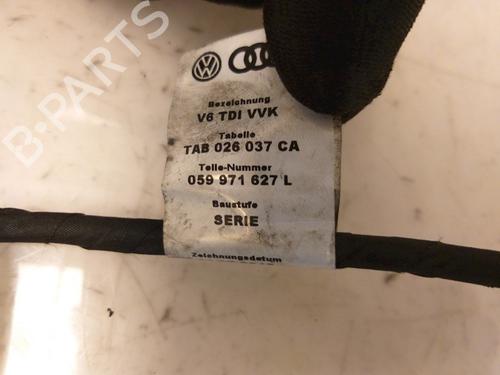 B-PARTS
Bezeichnung
V6 TDI VVK
Tabelle
TAB 026 037 CA
Teile-Nummer
059 971 627 L
Baustufe
SERIE
Zeichnungsdatum